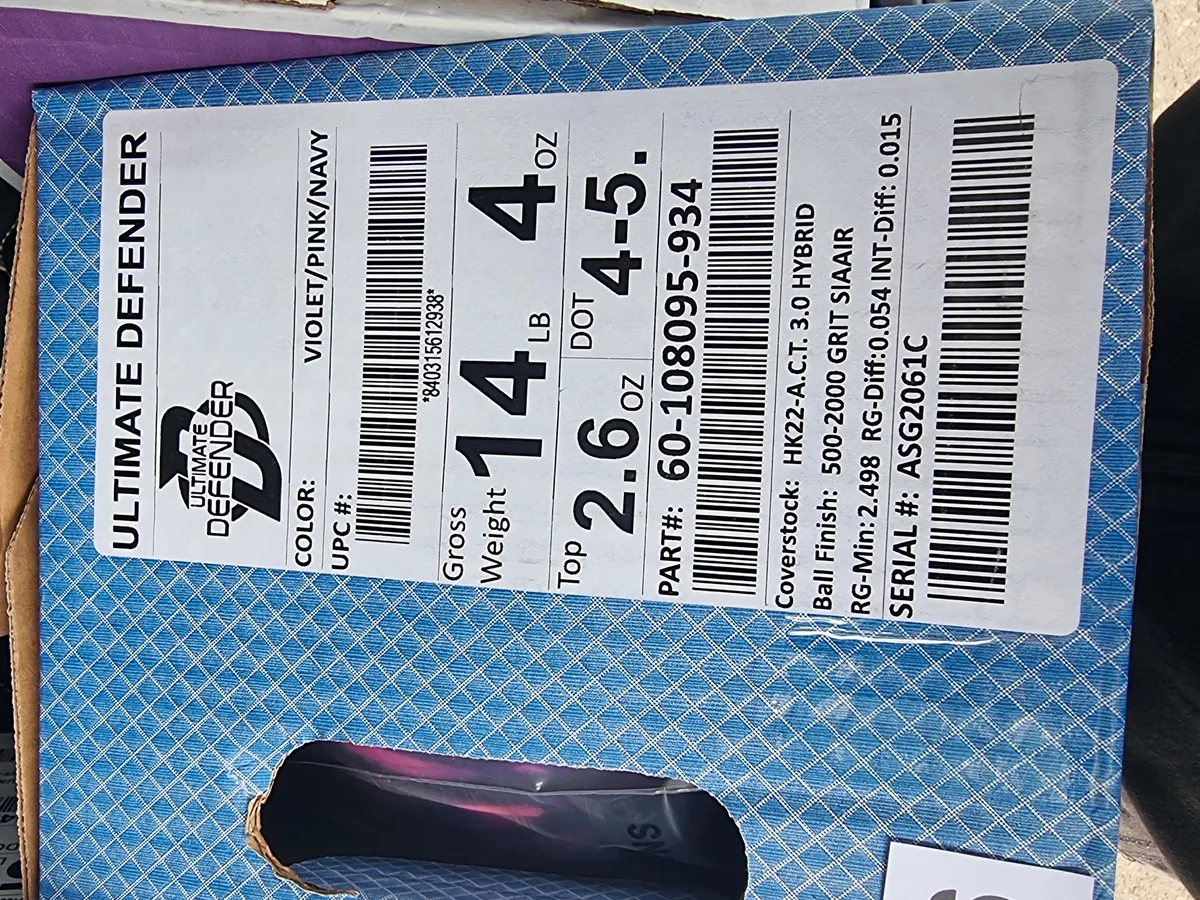 ULTIMATE DEFENDER
ULTIMATE
DEFENDER
COLOR: VIOLET/PINK/NAVY
UPC #:
*840315612938*
Gross Weight 14 LB 4 OZ
Top 2.6 OZ DOT 4-5.
PART#: 60-108095-934
Coverstock: HK22-A.C.T. 3.0 HYBRID
Ball Finish: 500-2000 GRIT SIAAIR
RG-Min: 2.498 RG-Diff:0.054 INT-Diff: 0.015
SERIAL #: ASG2061C